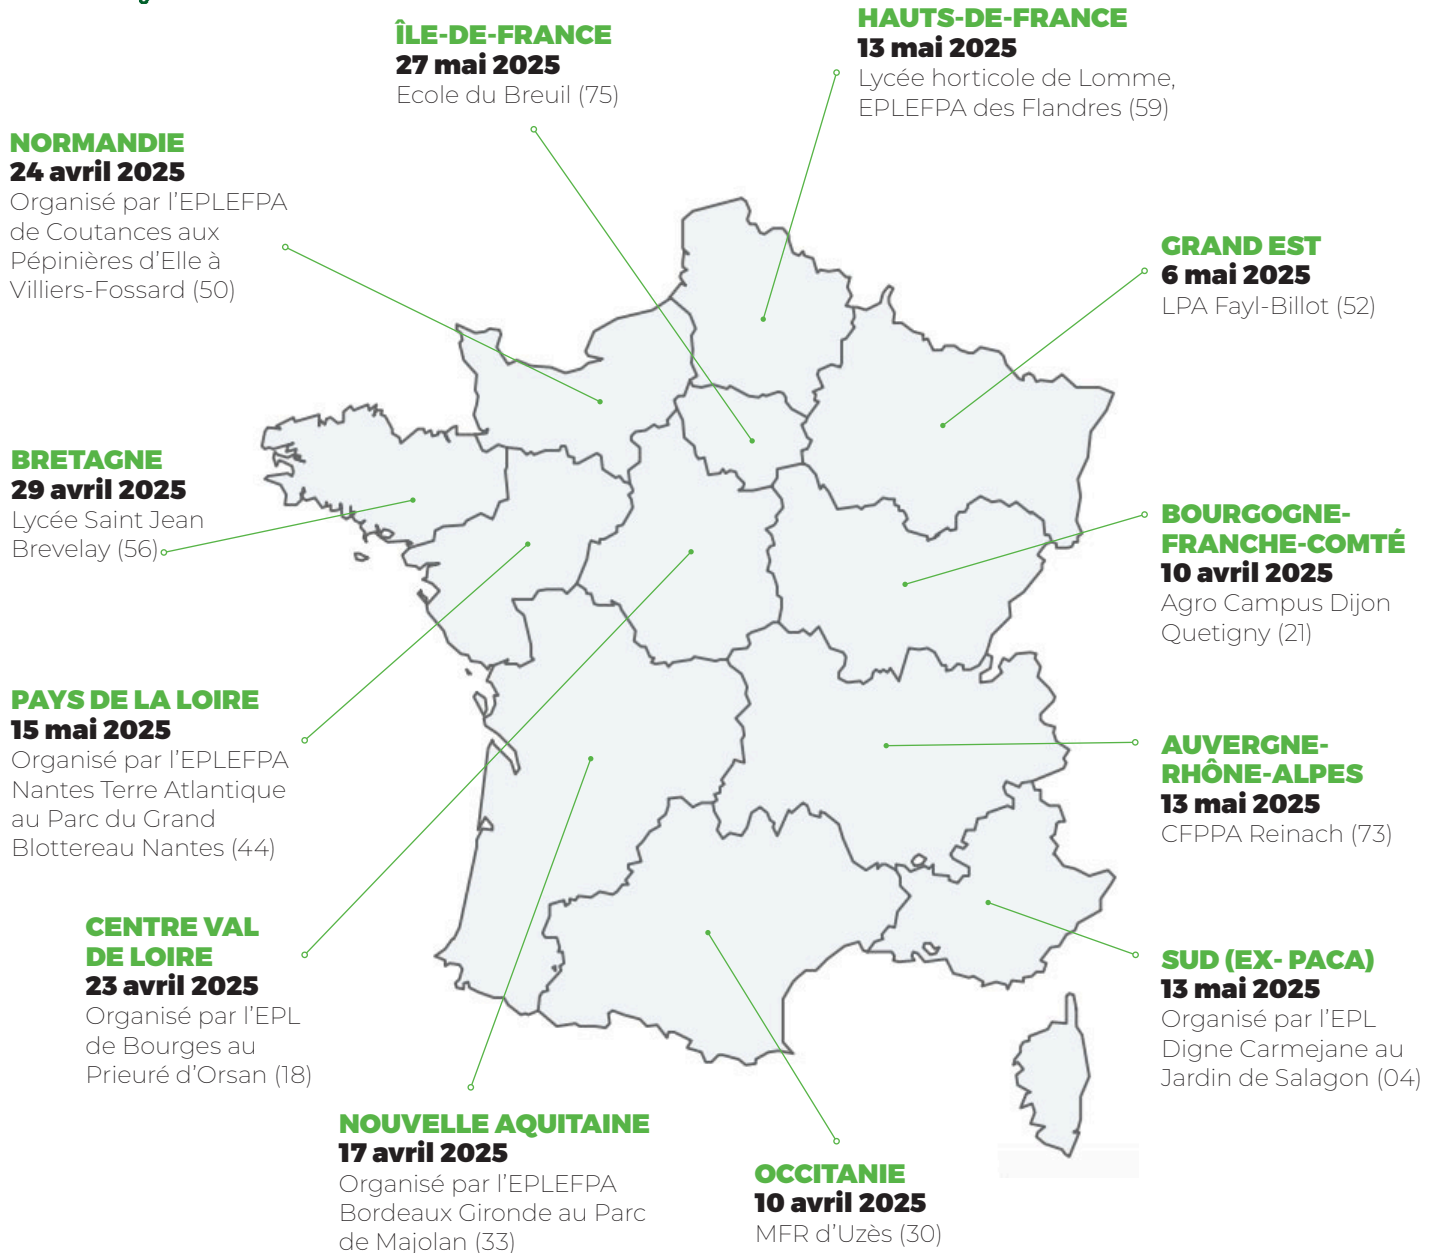 ÎLE-DE-FRANCE
27 mai 2025
Ecole du Breuil (75)
HAUTS-DE-FRANCE
13 mai 2025
Lycée horticole de Lomme,
EPLEFPA des Flandres (59)
NORMANDIE
24 avril 2025
Organisé par l'EPLEFPA
de Coutances aux
Pépinières d'Elle à
Villiers-Fossard (50)
GRAND EST
6 mai 2025
LPA Fayl-Billot (52)
BRETAGNE
29 avril 2025
Lycée Saint Jean
Brevelay (56)
BOURGOGNE-
FRANCHE-COMTÉ
10 avril 2025
Agro Campus Dijon
Quetigny (21)
PAYS DE LA LOIRE
15 mai 2025
Organisé par l'EPLEFPA
Nantes Terre Atlantique
au Parc du Grand
Blottereau Nantes (44)
AUVERGNE-
RHÔNE-ALPES
13 mai 2025
CFPPA Reinach (73)
CENTRE VAL
DE LOIRE
23 avril 2025
Organisé par l'EPL
de Bourges au
Prieuré d'Orsan (18)
SUD (EX- PACA)
13 mai 2025
Organisé par l'EPL
Digne Carmejane au
Jardin de Salagon (04)
NOUVELLE AQUITAINE
17 avril 2025
Organisé par l'EPLEFPA
Bordeaux Gironde au Parc
de Majolan (33)
OCCITANIE
10 avril 2025
MFR d'Uzès (30)